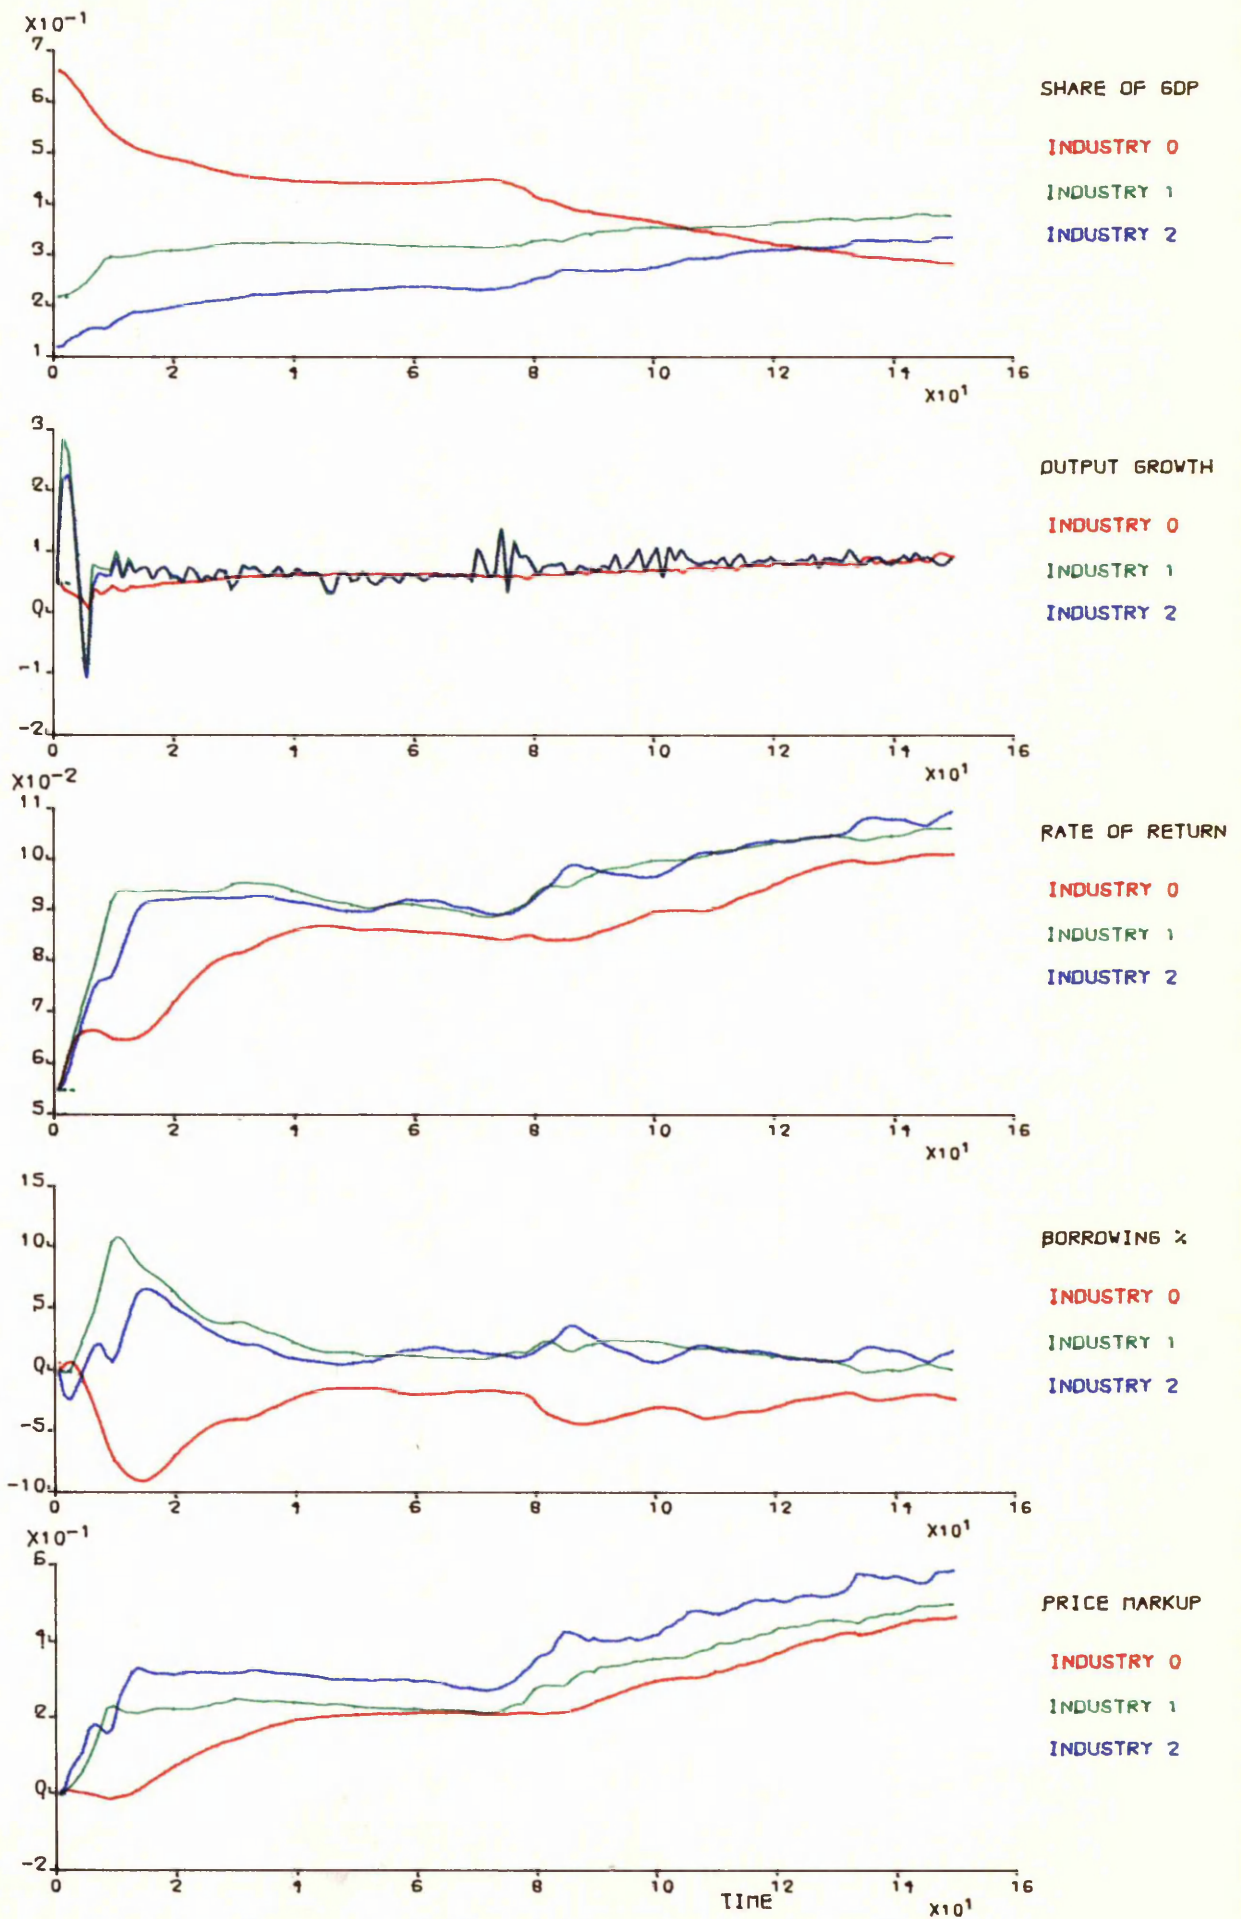 X10⁻¹
7
6
5
4
3
2
1
0 2 4 6 8 10 12 14 16
X10¹
SHARE OF GDP
INDUSTRY 0
INDUSTRY 1
INDUSTRY 2
3
2
1
0
-1
-2
0 2 4 6 8 10 12 14 16
X10¹
OUTPUT GROWTH
INDUSTRY 0
INDUSTRY 1
INDUSTRY 2
X10⁻²
11
10
9
8
7
6
5
0 2 4 6 8 10 12 14 16
X10¹
RATE OF RETURN
INDUSTRY 0
INDUSTRY 1
INDUSTRY 2
15
10
5
0
-5
-10
0 2 4 6 8 10 12 14 16
X10¹
BORROWING %
INDUSTRY 0
INDUSTRY 1
INDUSTRY 2
X10⁻¹
6
4
2
0
-2
0 2 4 6 8 10 12 14 16
TIME
X10¹
PRICE MARKUP
INDUSTRY 0
INDUSTRY 1
INDUSTRY 2